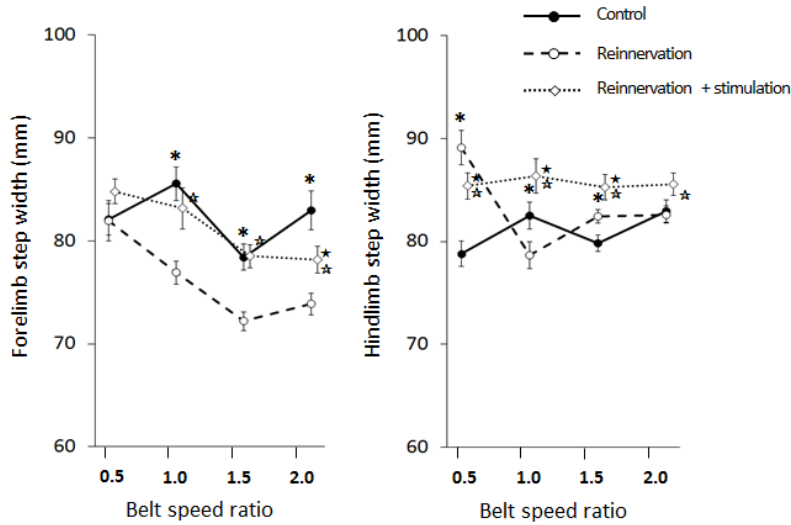 Control
Reinnervation
Reinnervation + stimulation
Forelimb step width (mm)
100
90
80
70
60
0.5 1.0 1.5 2.0
Belt speed ratio
* * *
☆ ☆ ★
☆
Hindlimb step width (mm)
100
90
80
70
60
0.5 1.0 1.5 2.0
Belt speed ratio
* * *
★ ★ ★
☆ ☆ ☆ ☆